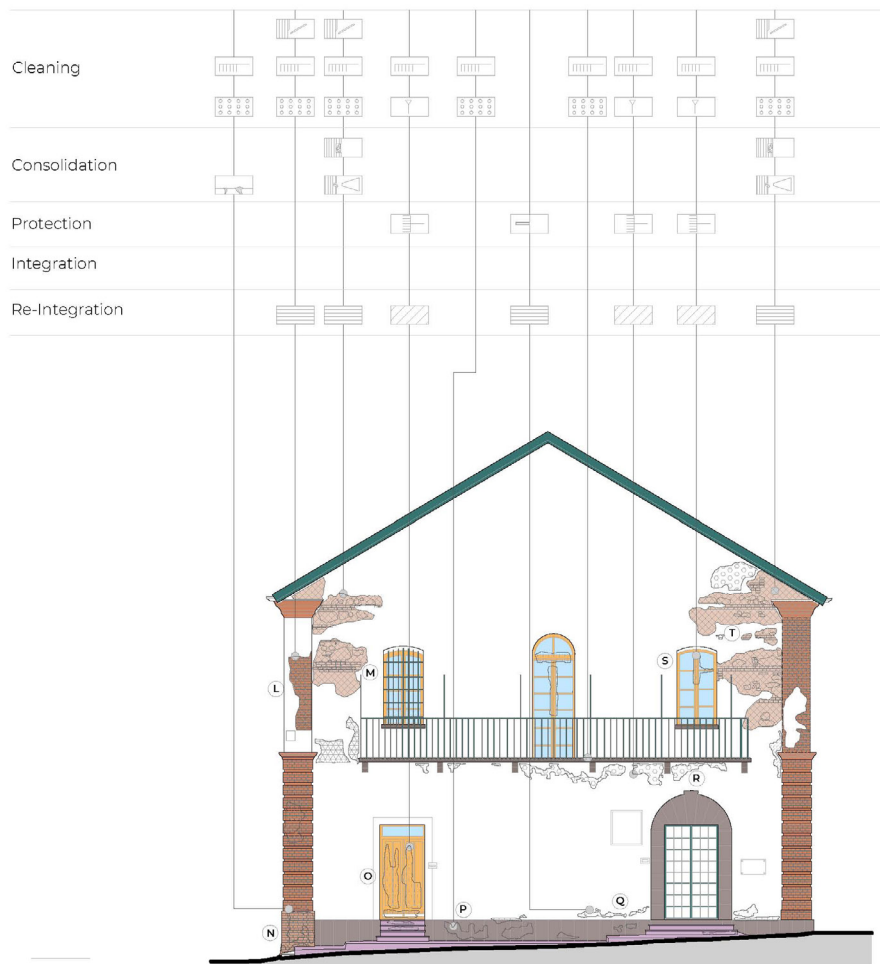 Cleaning
Consolidation
Protection
Integration
Re-Integration
T
M
S
L
R
O
Q
P
N